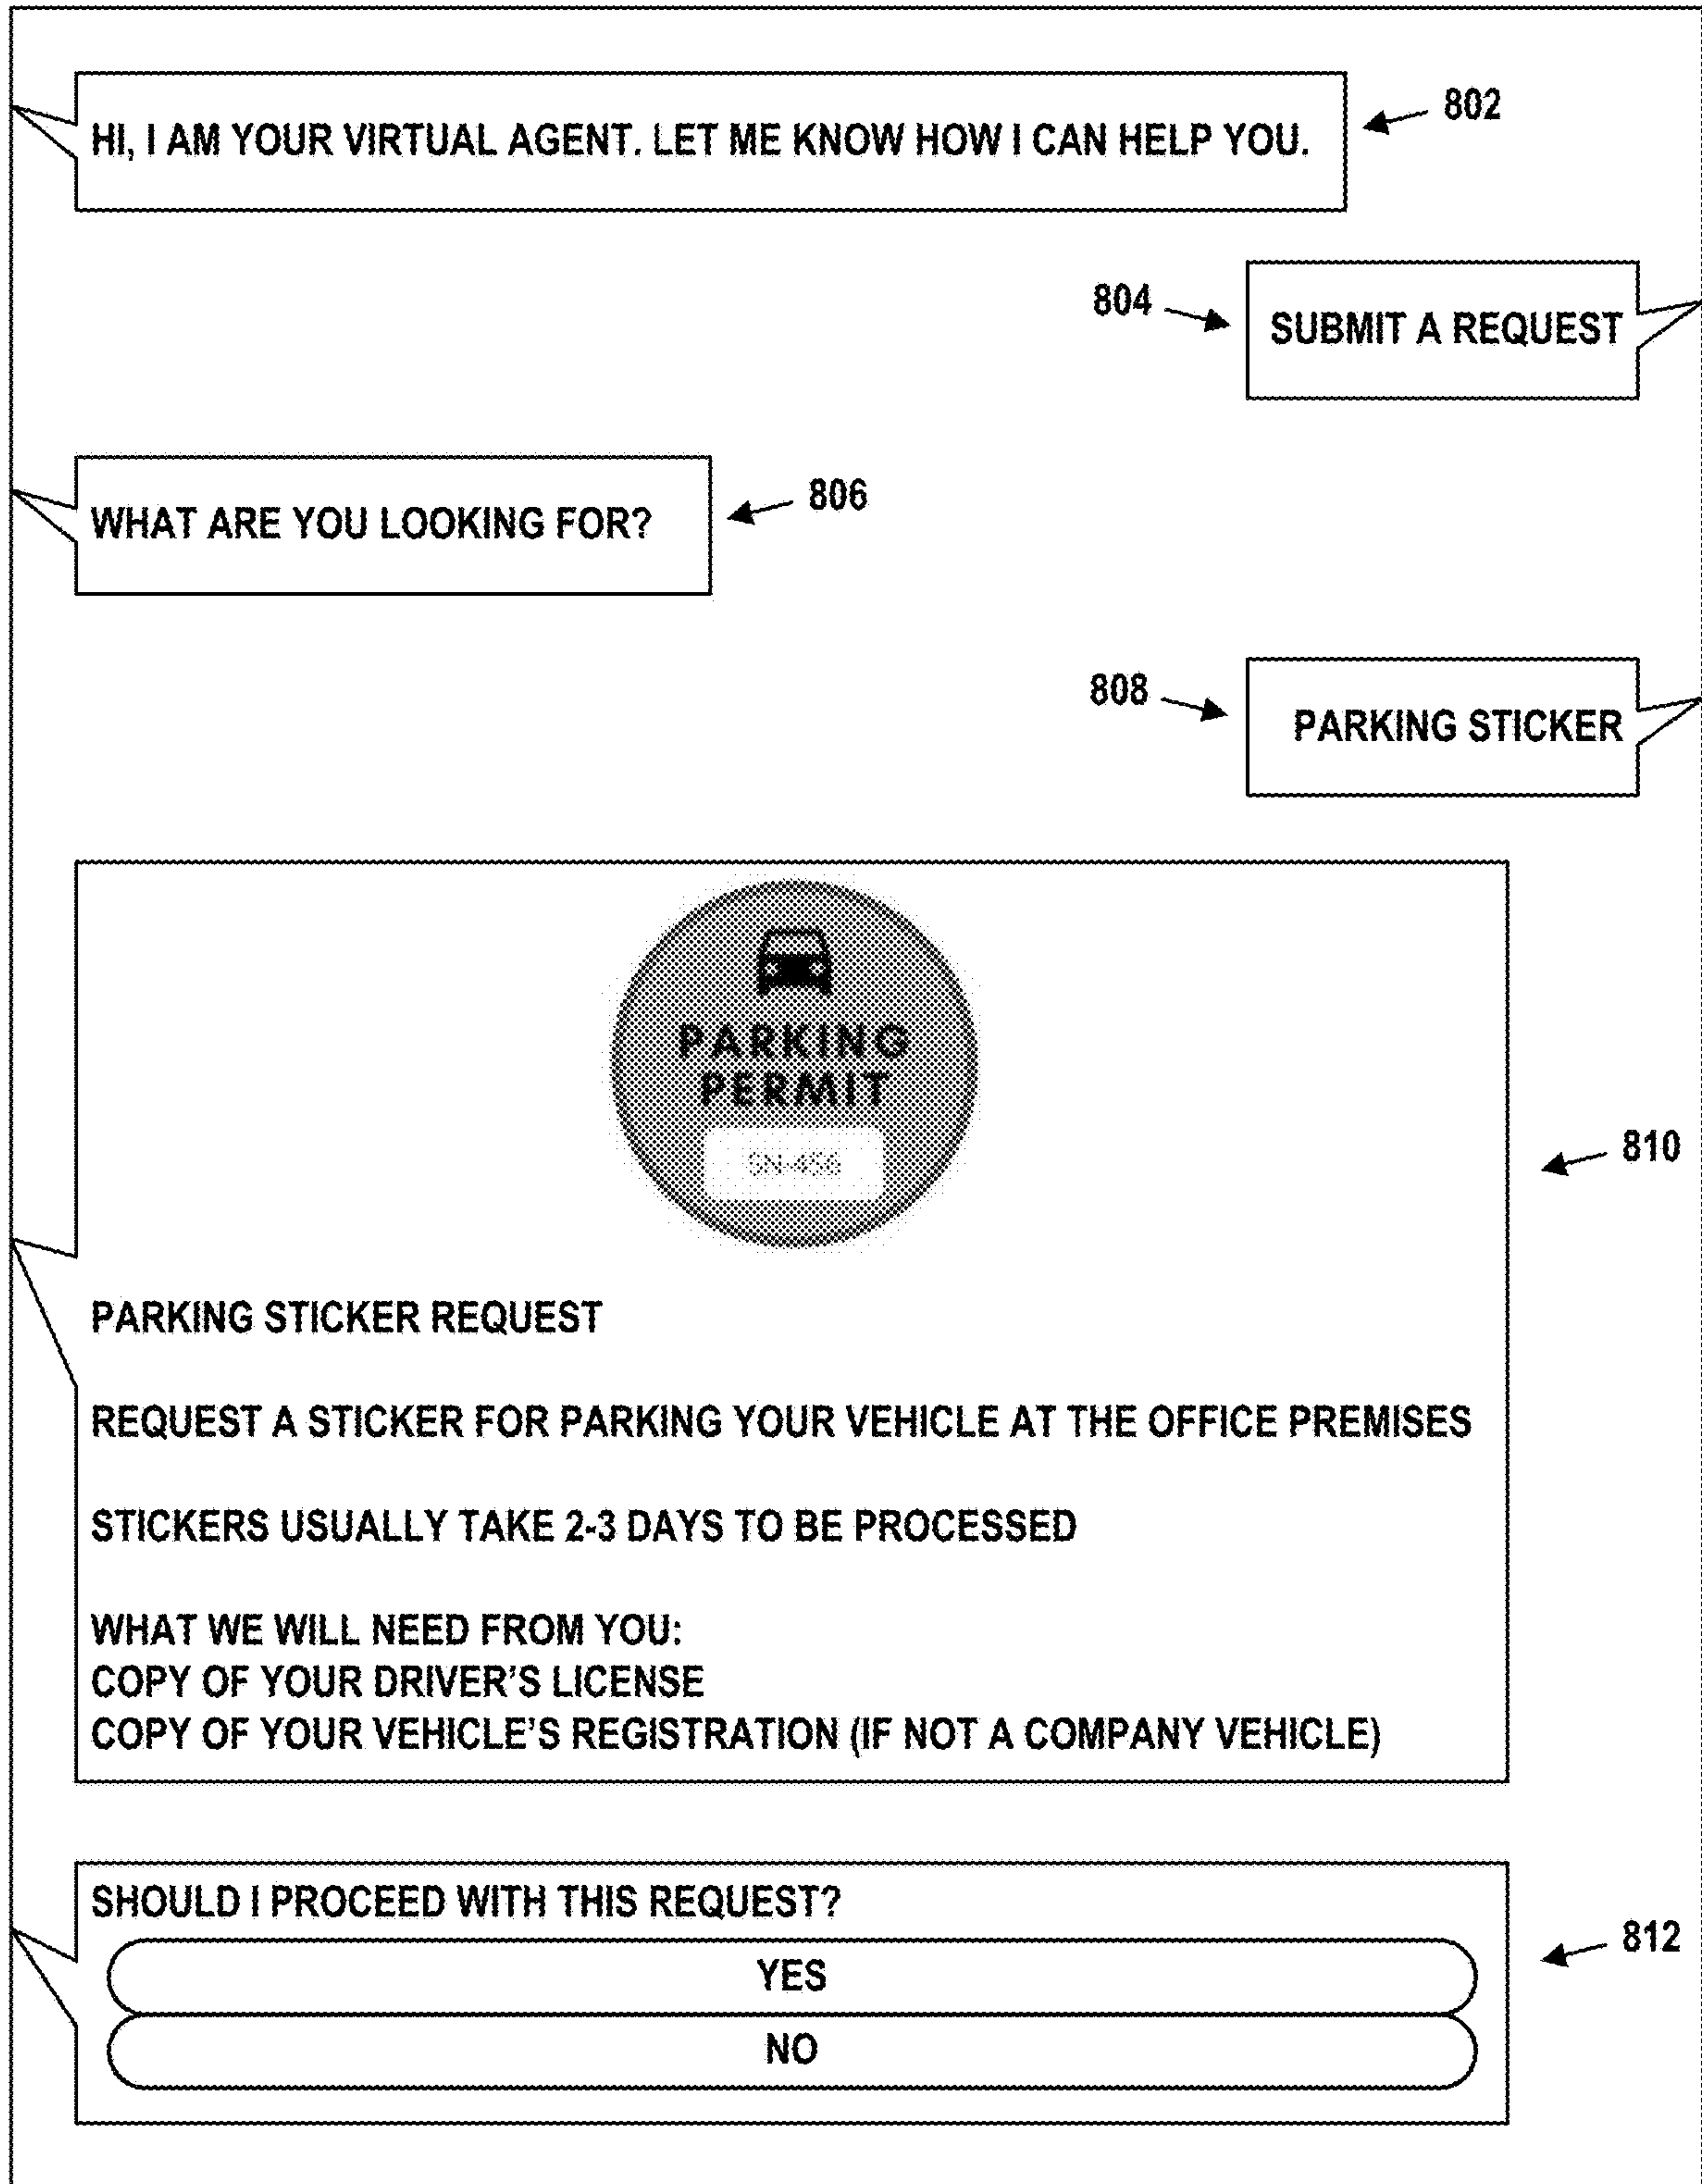 HI, I AM YOUR VIRTUAL AGENT. LET ME KNOW HOW I CAN HELP YOU.
802
804
SUBMIT A REQUEST
WHAT ARE YOU LOOKING FOR?
806
808
PARKING STICKER
PARKING
PERMIT
SN-456
810
PARKING STICKER REQUEST
REQUEST A STICKER FOR PARKING YOUR VEHICLE AT THE OFFICE PREMISES
STICKERS USUALLY TAKE 2-3 DAYS TO BE PROCESSED
WHAT WE WILL NEED FROM YOU:
COPY OF YOUR DRIVER'S LICENSE
COPY OF YOUR VEHICLE'S REGISTRATION (IF NOT A COMPANY VEHICLE)
SHOULD I PROCEED WITH THIS REQUEST?
812
YES
NO